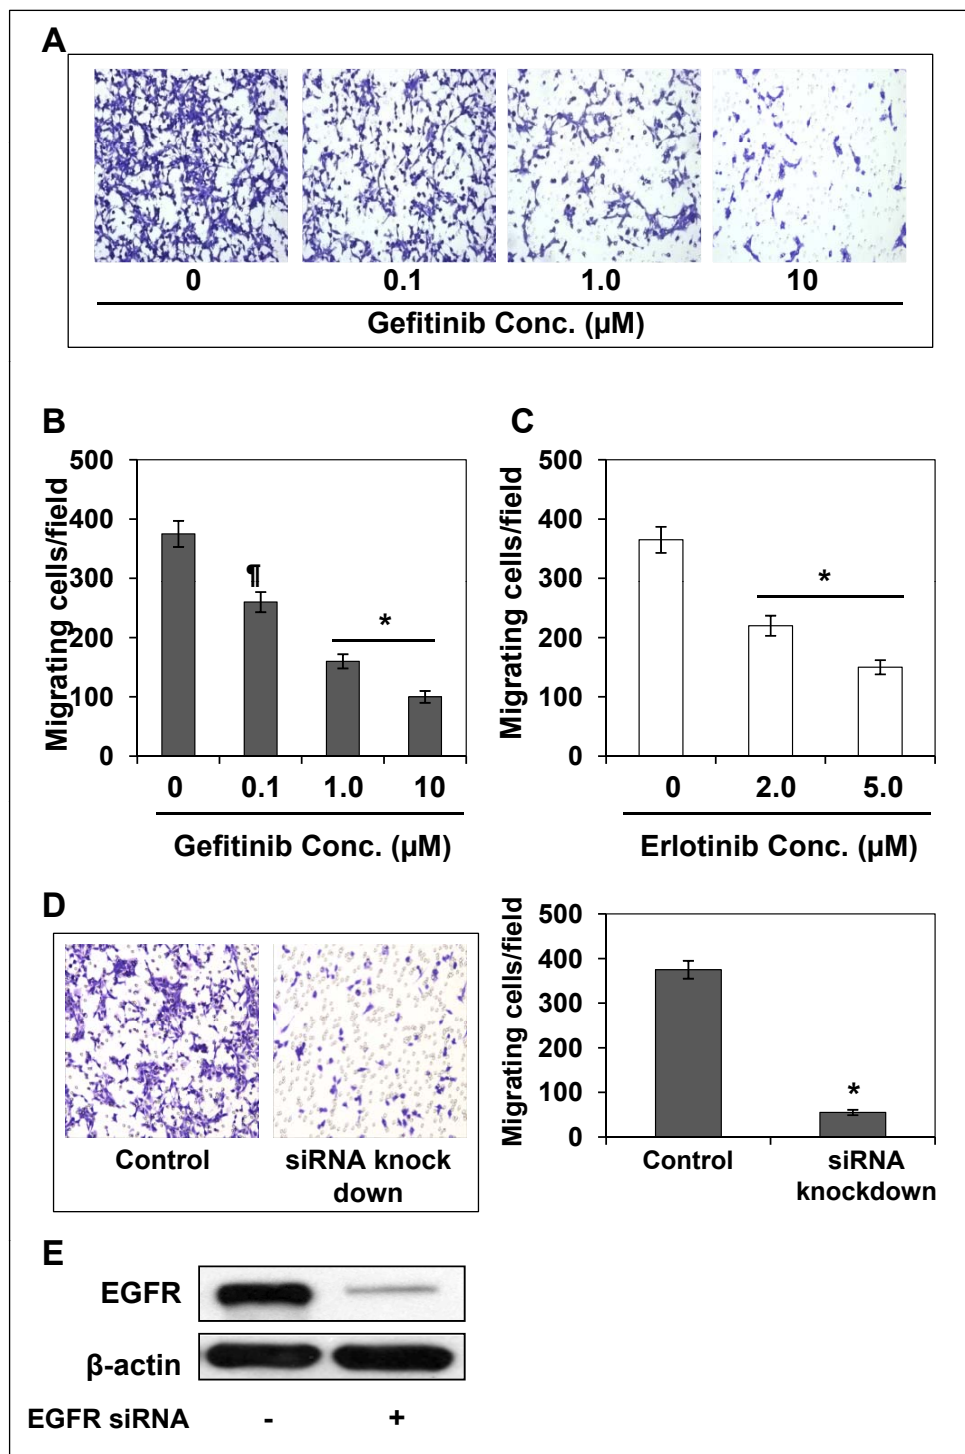 A
0 0.1 1.0 10
Gefitinib Conc. (µM)
B
Migrating cells/field
500
400
300
200
100
0
¶
*
0 0.1 1.0 10
Gefitinib Conc. (µM)
C
Migrating cells/field
500
400
300
200
100
0
*
0 2.0 5.0
Erlotinib Conc. (µM)
D
Control
siRNA knock
down
Migrating cells/field
500
400
300
200
100
0
*
Control
siRNA
knockdown
E
EGFR
β-actin
EGFR siRNA - +